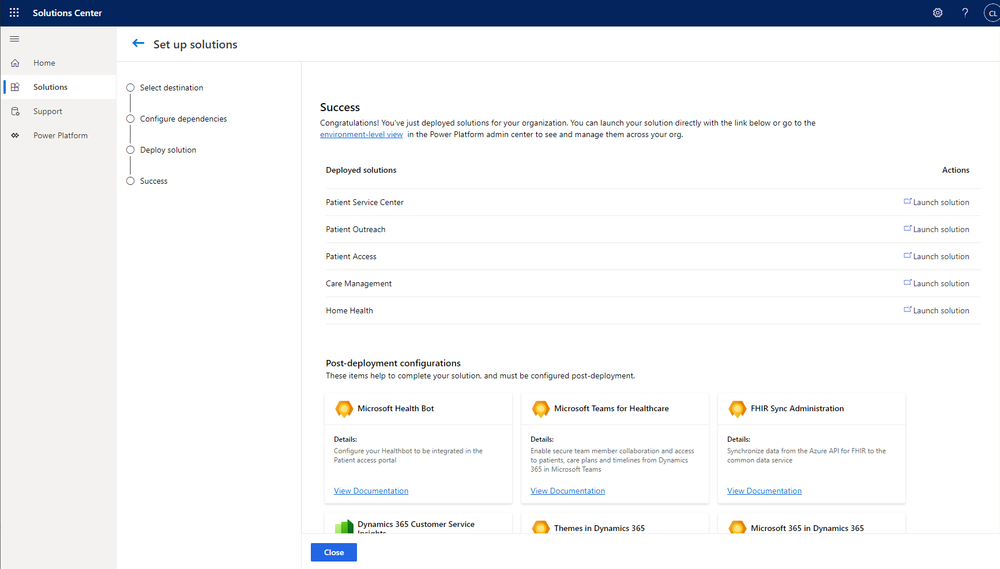 Solutions Center
CL
Home
Solutions
Support
Power Platform
Set up solutions
Select destination
Configure dependencies
Deploy solution
Success
Success
Congratulations! You've just deployed solutions for your organization. You can launch your solution directly with the link below or go to the
environment-level view in the Power Platform admin center to see and manage them across your org.
Deployed solutions Actions
Patient Service Center Launch solution
Patient Outreach Launch solution
Patient Access Launch solution
Care Management Launch solution
Home Health Launch solution
Post-deployment configurations
These items help to complete your solution, and must be configured post-deployment.
Microsoft Health Bot
Details:
Configure your Healthbot to be integrated in the
Patient access portal
View Documentation
Microsoft Teams for Healthcare
Details:
Enable secure team member collaboration and access
to patients, care plans and timelines from Dynamics
365 in Microsoft Teams
View Documentation
FHIR Sync Administration
Details:
Synchronize data from the Azure API for FHIR to the
common data service
View Documentation
Dynamics 365 Customer Service
Insights
Themes in Dynamics 365
Microsoft 365 in Dynamics 365
Close